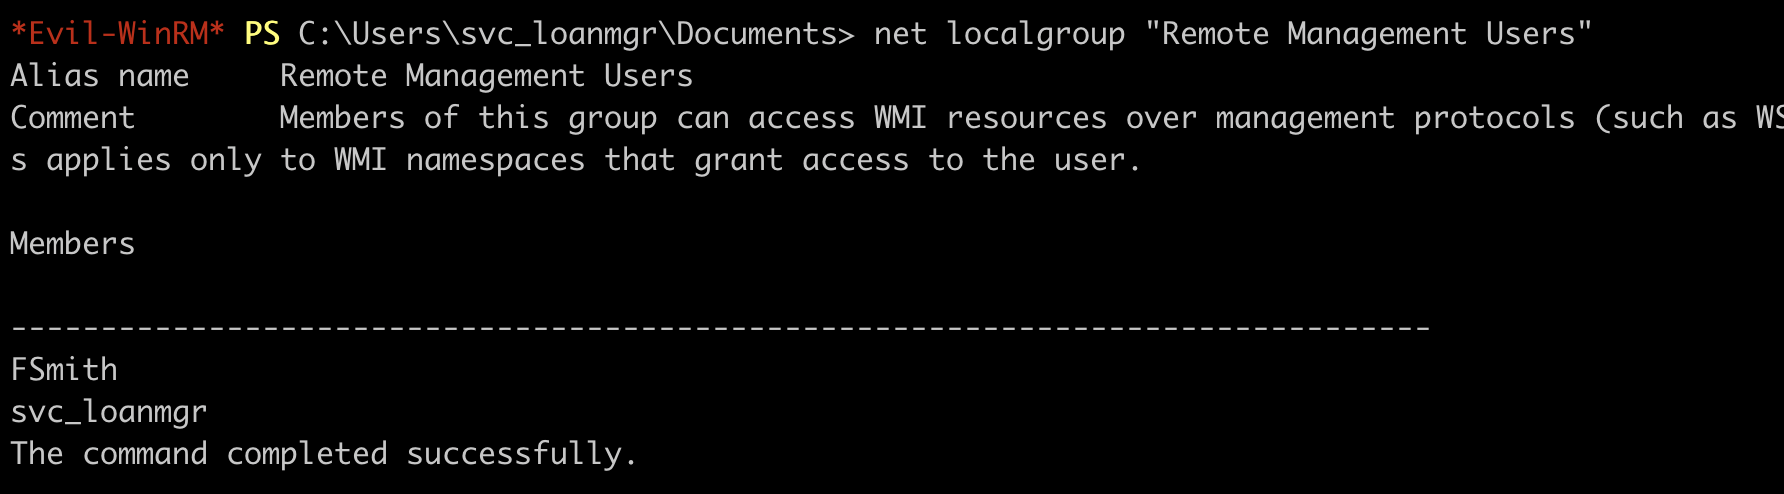 *Evil-WinRM* PS C:\Users\svc_loanmgr\Documents> net localgroup "Remote Management Users"
Alias name     Remote Management Users
Comment        Members of this group can access WMI resources over management protocols (such as WS
s applies only to WMI namespaces that grant access to the user.
Members
-------------------------------------------------------------------------------
FSmith
svc_loanmgr
The command completed successfully.